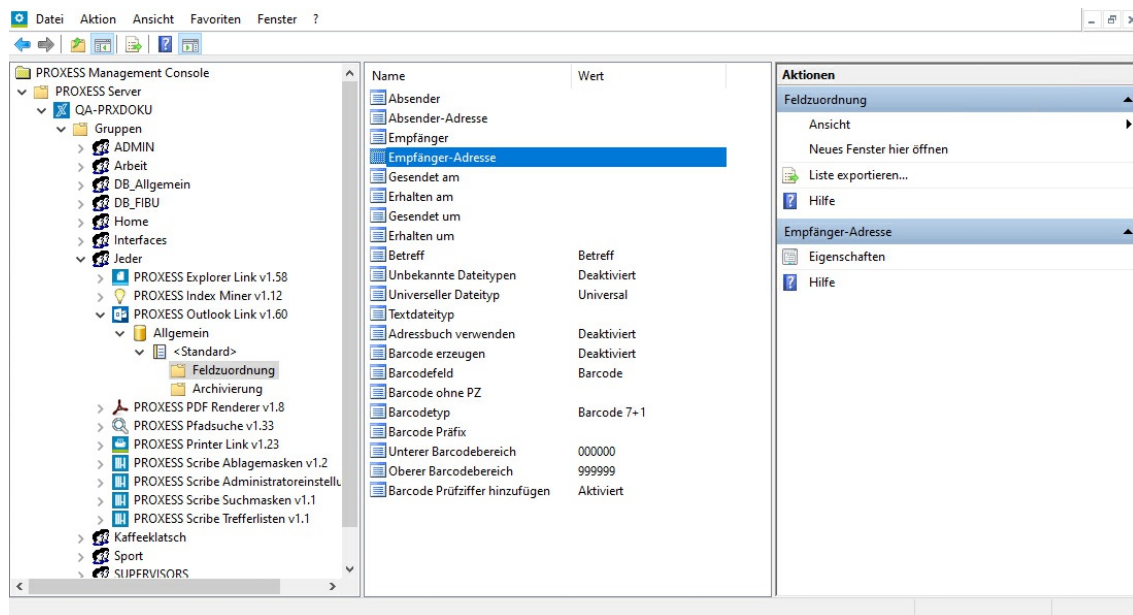 Datei Aktion Ansicht Favoriten Fenster ?
PROXESS Management Console
PROXESS Server
QA-PRXDOKU
Gruppen
ADMIN
Arbeit
DB_Allgemein
DB_FIBU
Home
Interfaces
Jeder
PROXESS Explorer Link v1.58
PROXESS Index Miner v1.12
PROXESS Outlook Link v1.60
Allgemein
<Standard>
Feldzuordnung
Archivierung
PROXESS PDF Renderer v1.8
PROXESS Pfadsuche v1.33
PROXESS Printer Link v1.23
PROXESS Scribe Ablagemasken v1.2
PROXESS Scribe Administratoreinstellu
PROXESS Scribe Suchmasken v1.1
PROXESS Scribe Trefferlisten v1.1
Kaffeeklatsch
Sport
SUPERVISORS
Name Wert
Absender
Absender-Adresse
Empfänger
Empfänger-Adresse
Gesendet am
Erhalten am
Gesendet um
Erhalten um
Betreff Betreff
Unbekannte Dateitypen Deaktiviert
Universeller Dateityp Universal
Textdateityp
Adressbuch verwenden Deaktiviert
Barcode erzeugen Deaktiviert
Barcodefeld Barcode
Barcode ohne PZ
Barcodetyp Barcode 7+1
Barcode Präfix
Unterer Barcodebereich 000000
Oberer Barcodebereich 999999
Barcode Prüfziffer hinzufügen Aktiviert
Aktionen
Feldzuordnung
Ansicht
Neues Fenster hier öffnen
Liste exportieren...
Hilfe
Empfänger-Adresse
Eigenschaften
Hilfe